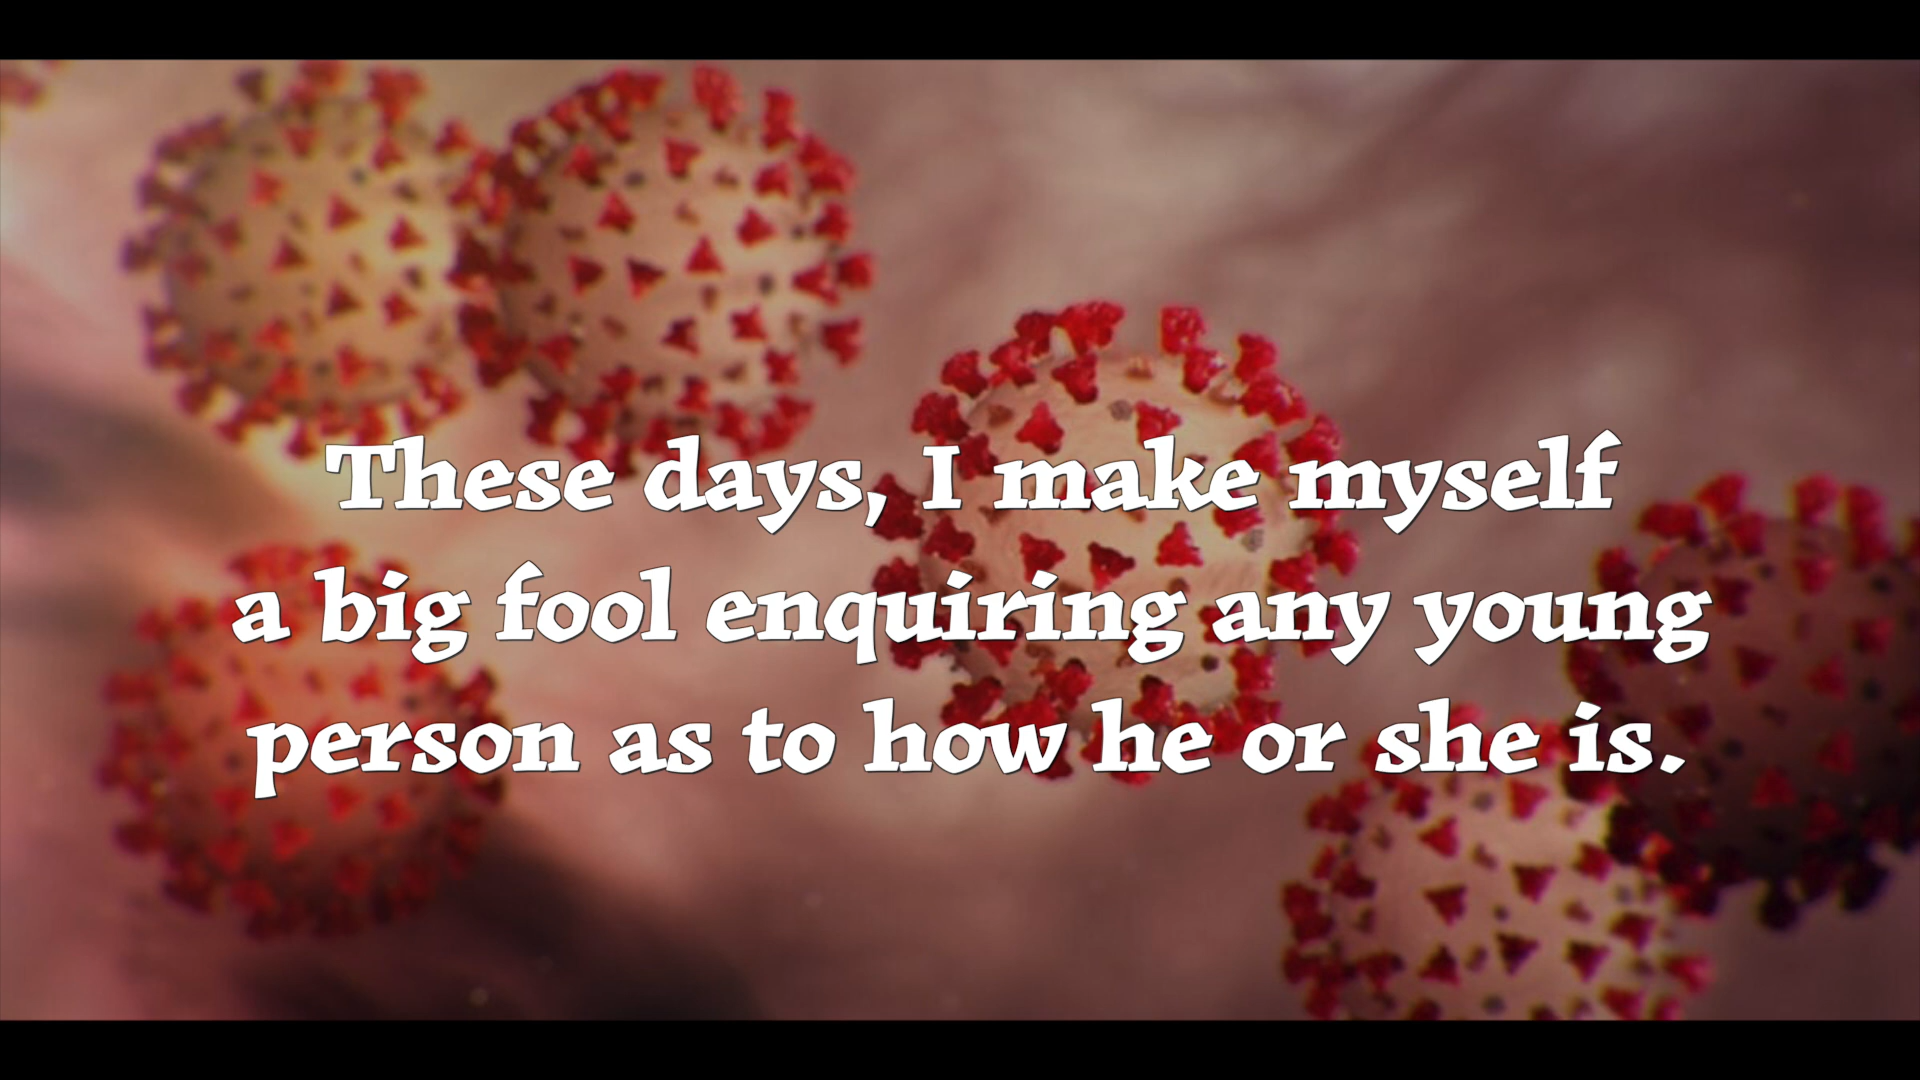 These days, I make myself
a big fool enquiring any young
person as to how he or she is.